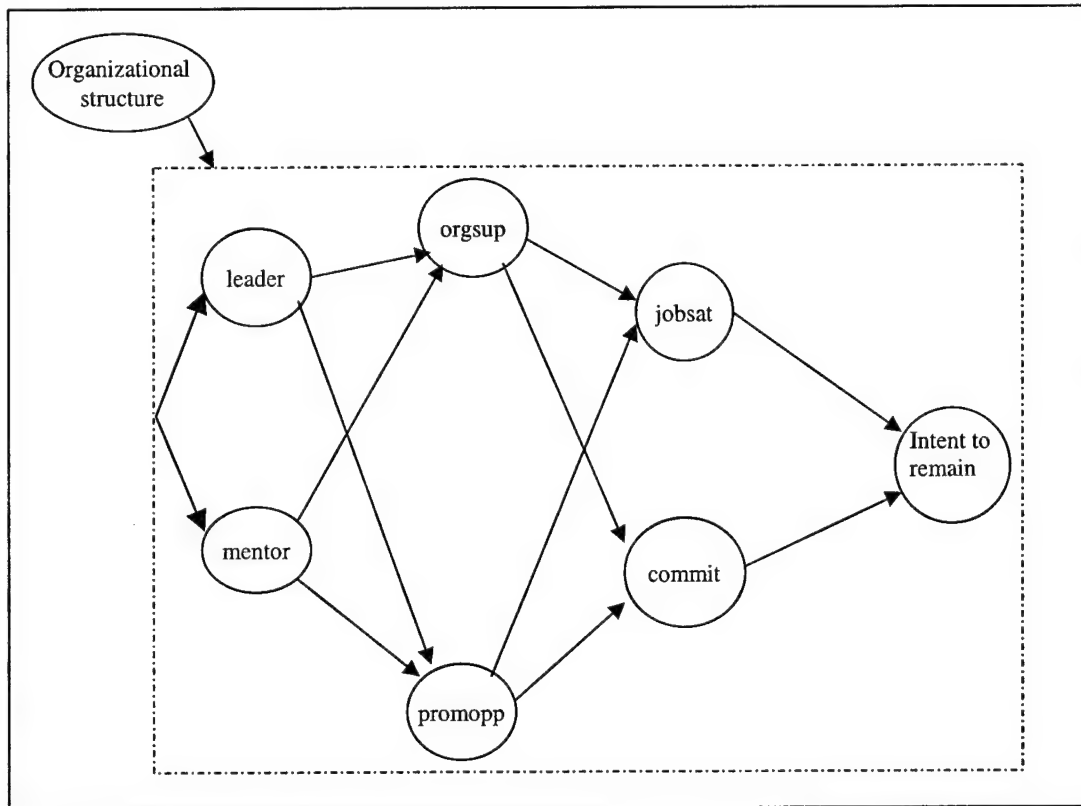 Organizational
structure
orgsup
leader
jobsat
Intent to
remain
mentor
commit
promopp